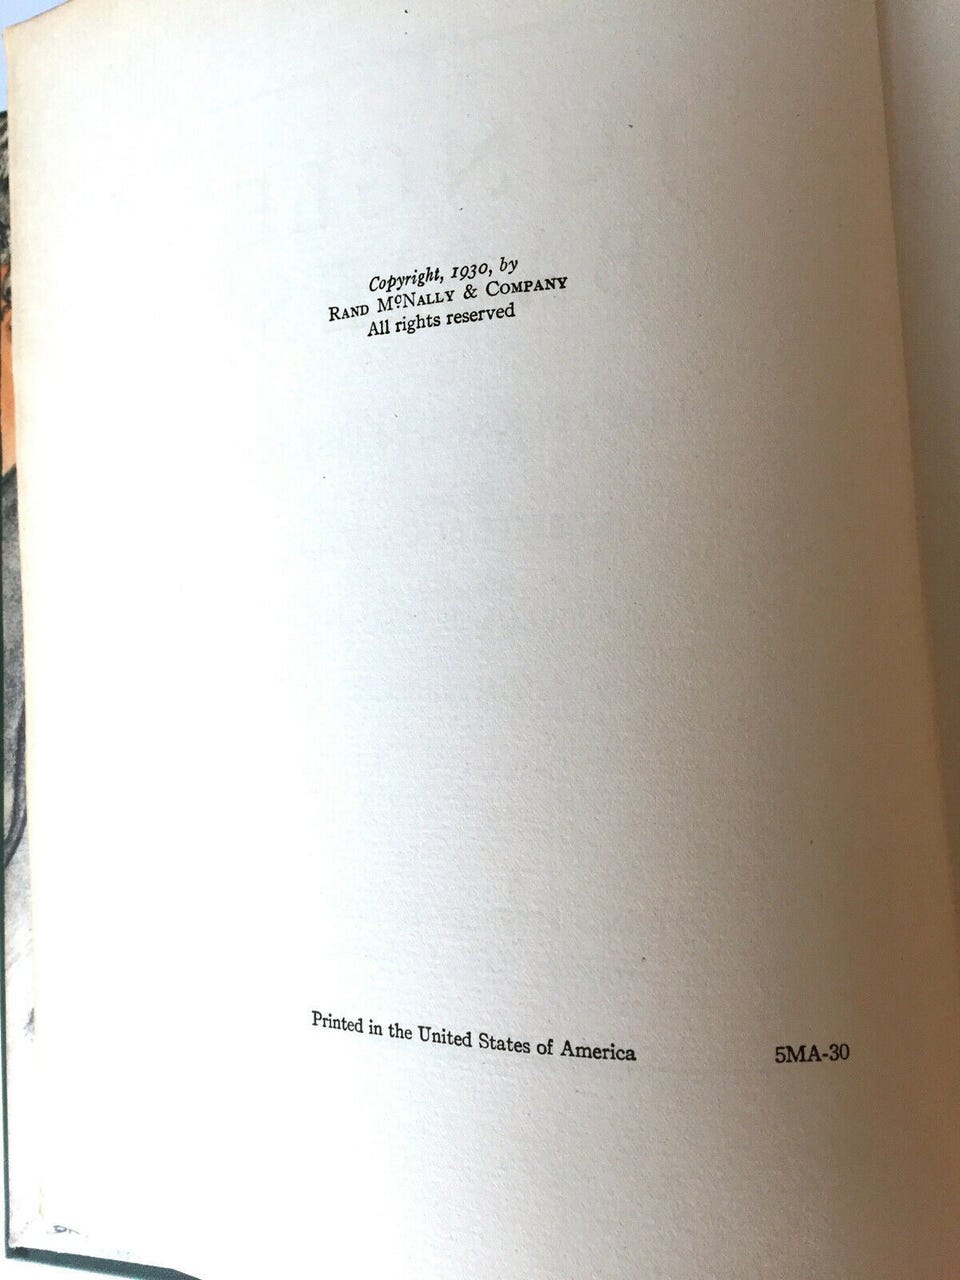 Copyright, 1930, by
RAND MCNALLY & COMPANY
All rights reserved
Printed in the United States of America 5MA-30